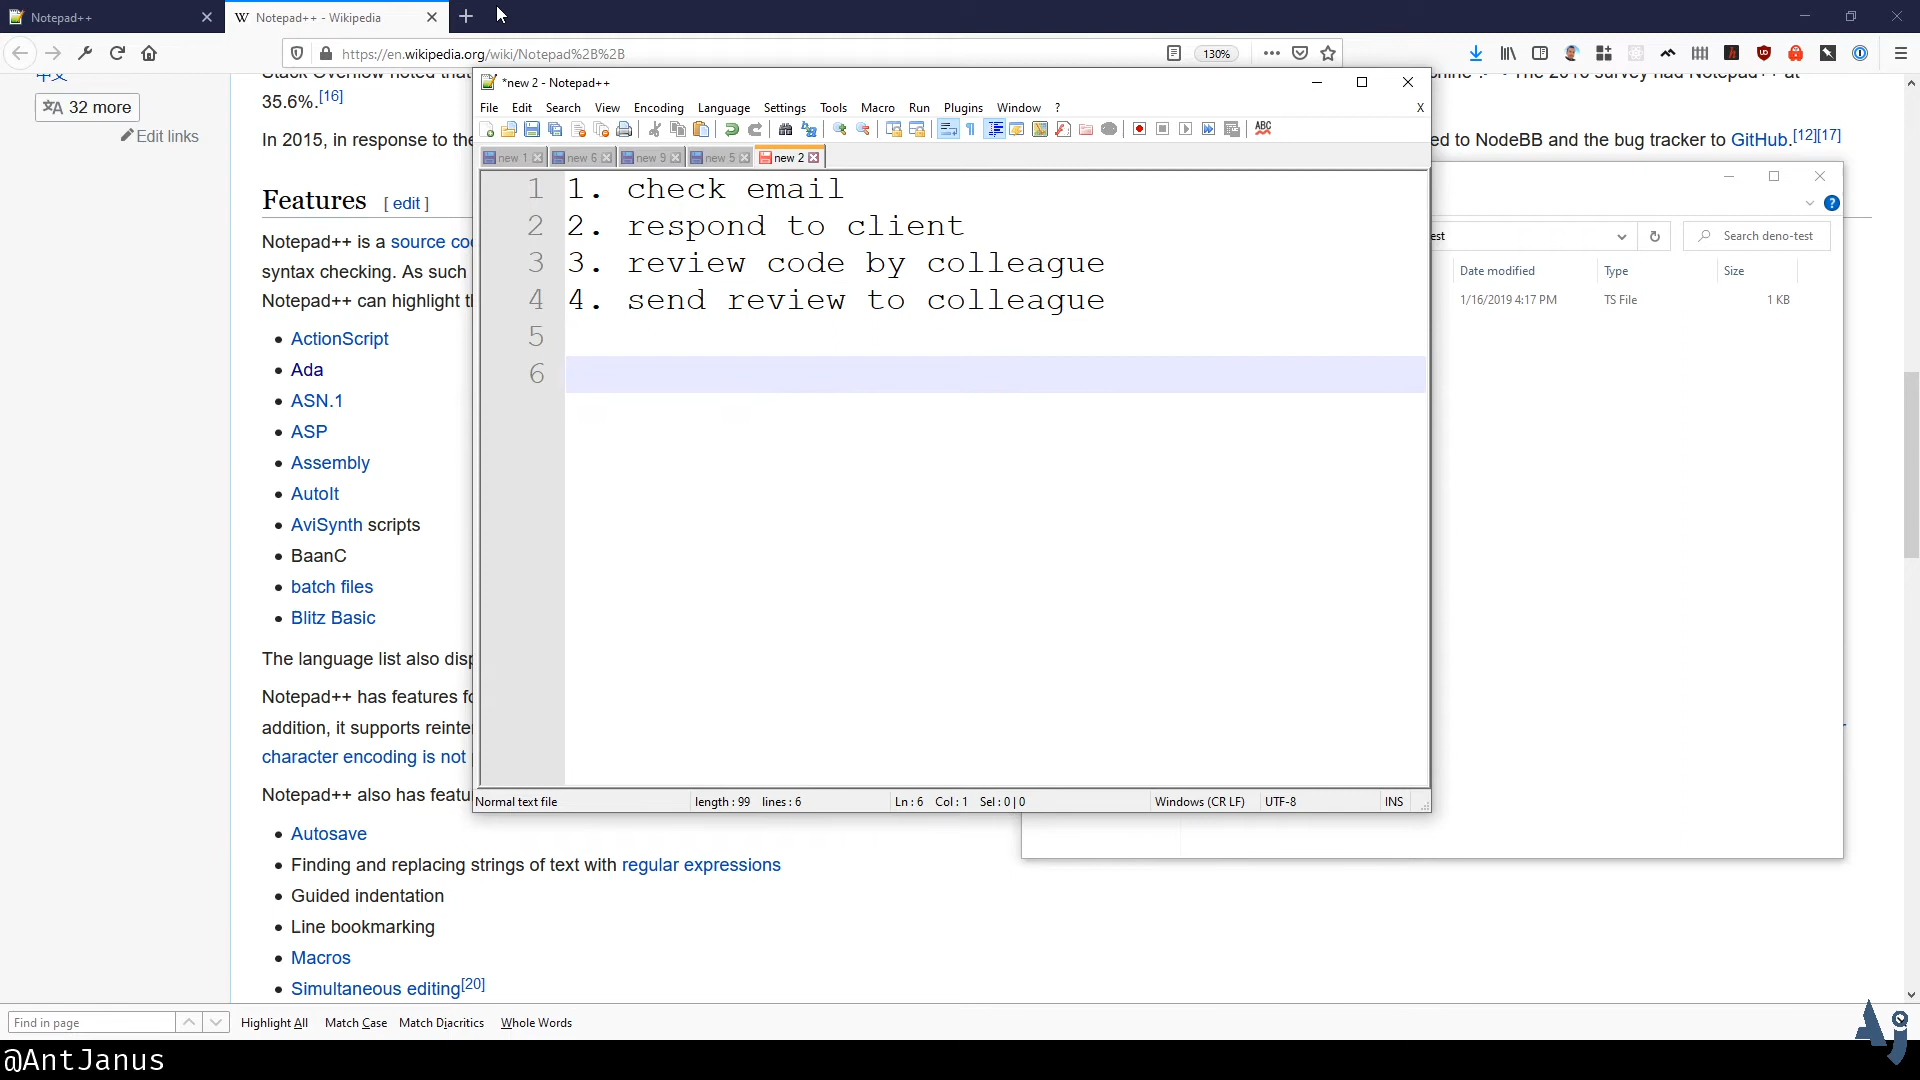 Notepad++
W Notepad++ - Wikipedia
https://en.wikipedia.org/wiki/Notepad%2B%2B
130%
中文
32 more
Edit links
35.6%.[16]
In 2015, in response to the
ed to NodeBB and the bug tracker to GitHub.[12][17]
Features [ edit ]
Notepad++ is a source co
syntax checking. As such
Notepad++ can highlight t
ActionScript
Ada
ASN.1
ASP
Assembly
AutoIt
AviSynth scripts
BaanC
batch files
Blitz Basic
The language list also disp
Notepad++ has features fo
addition, it supports reinte
character encoding is not
Notepad++ also has featu
Autosave
Finding and replacing strings of text with regular expressions
Guided indentation
Line bookmarking
Macros
Simultaneous editing[20]
*new 2 - Notepad++
File Edit Search View Encoding Language Settings Tools Macro Run Plugins Window ? X
ABC
new 1 new 6 new 9 new 5 new 2
1 1. check email
2 2. respond to client
3 3. review code by colleague
4 4. send review to colleague
5
6
Normal text file length : 99 lines : 6 Ln : 6 Col : 1 Sel : 0 | 0 Windows (CR LF) UTF-8 INS
est
Search deno-test
Date modified Type Size
1/16/2019 4:17 PM TS File 1 KB
Find in page Highlight All Match Case Match Diacritics Whole Words
@AntJanus